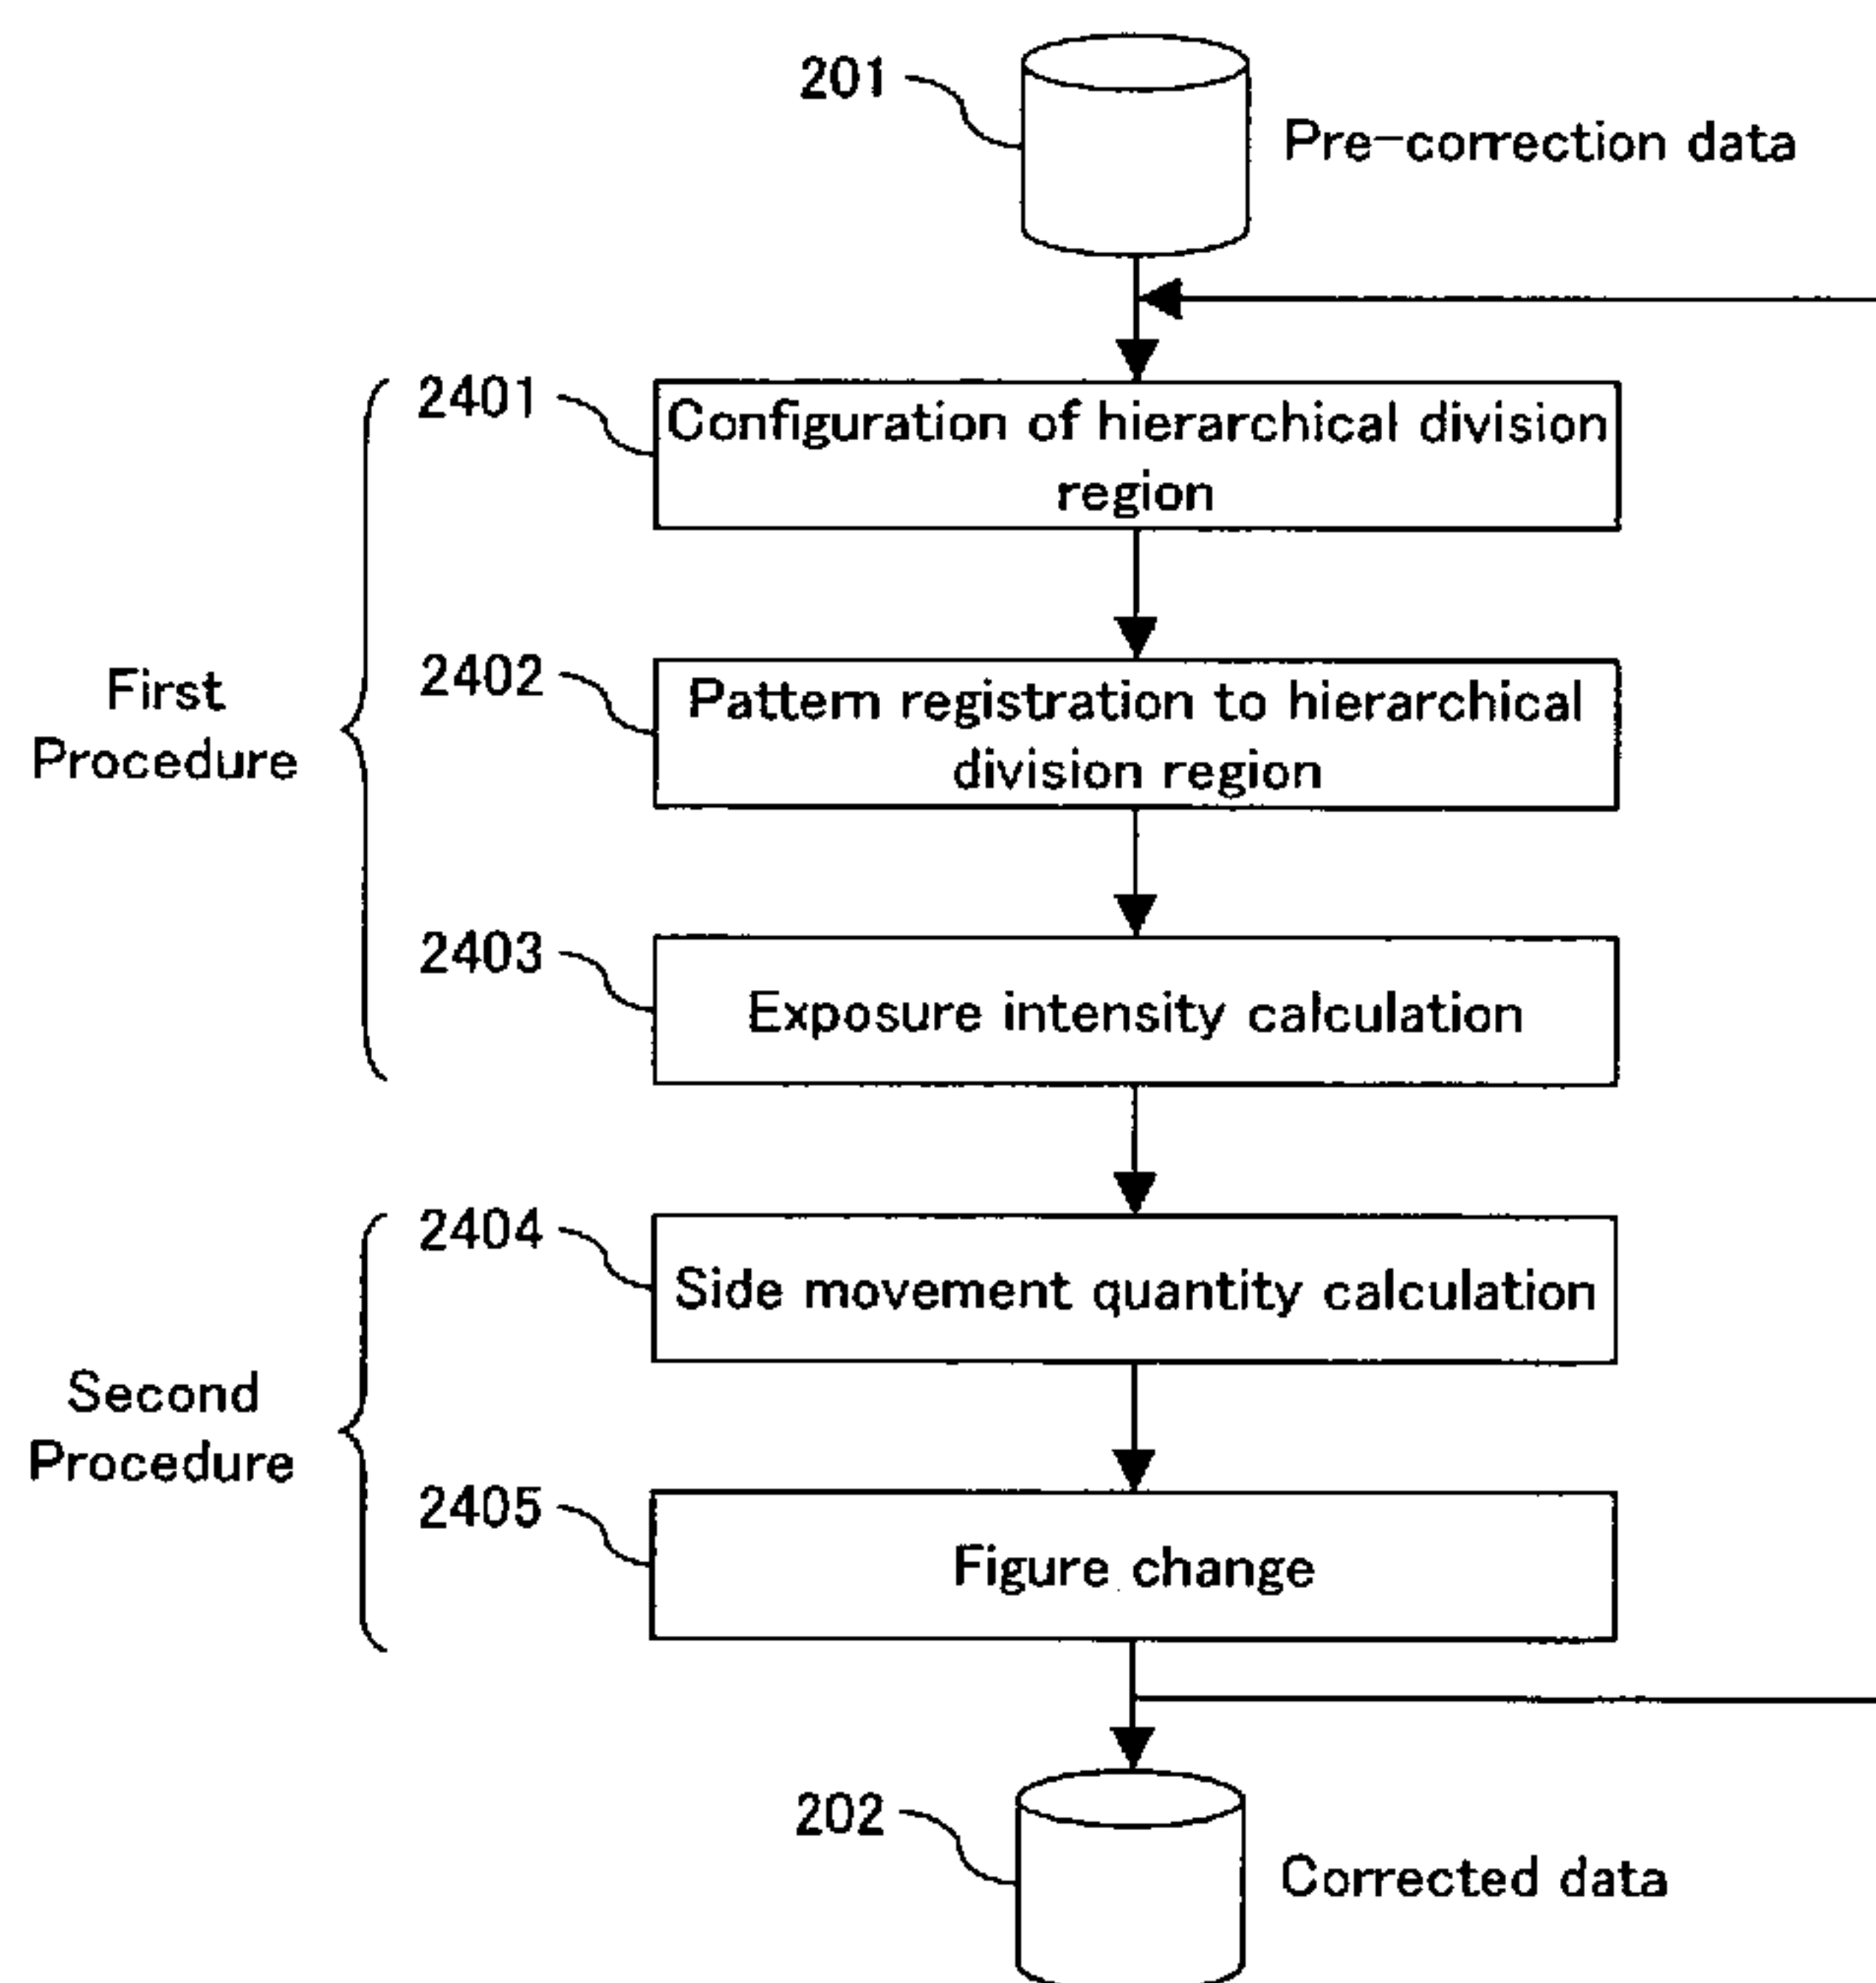 201
Pre-correction data
2401
Configuration of hierarchical division
region
2402
Pattern registration to hierarchical
division region
First
Procedure
2403
Exposure intensity calculation
2404
Side movement quantity calculation
Second
Procedure
2405
Figure change
202
Corrected data